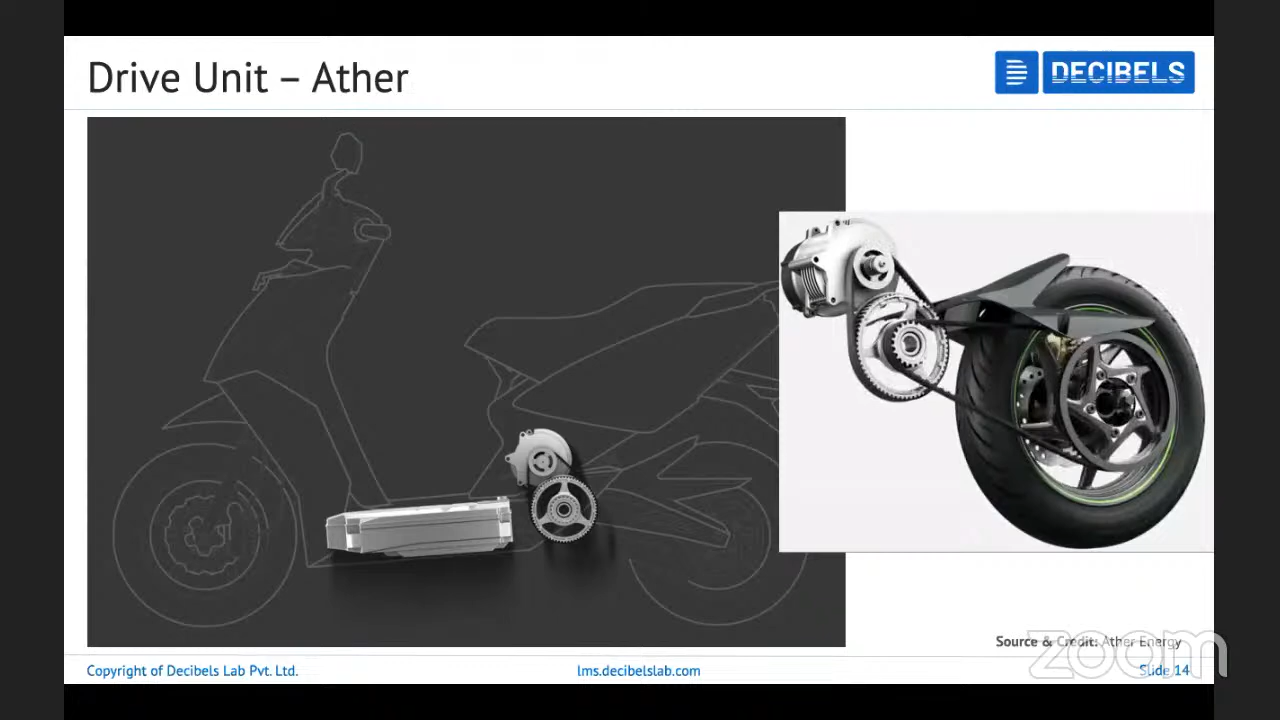 Drive Unit – Ather
DECIBELS
Source & Credit: Ather Energy
zoom
Copyright of Decibels Lab Pvt. Ltd.
lms.decibelslab.com
Slide 14